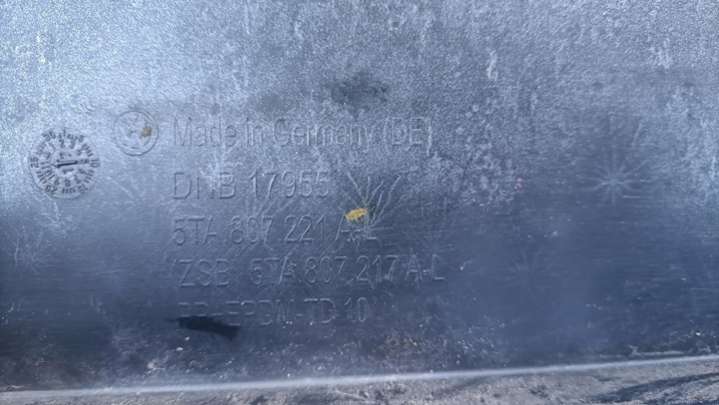 Made in Germany (DE)
DNB 17955
5TA 807 221 A-L
ZSB 5TA 807 217 A-L
PP+EPDM-TD 10